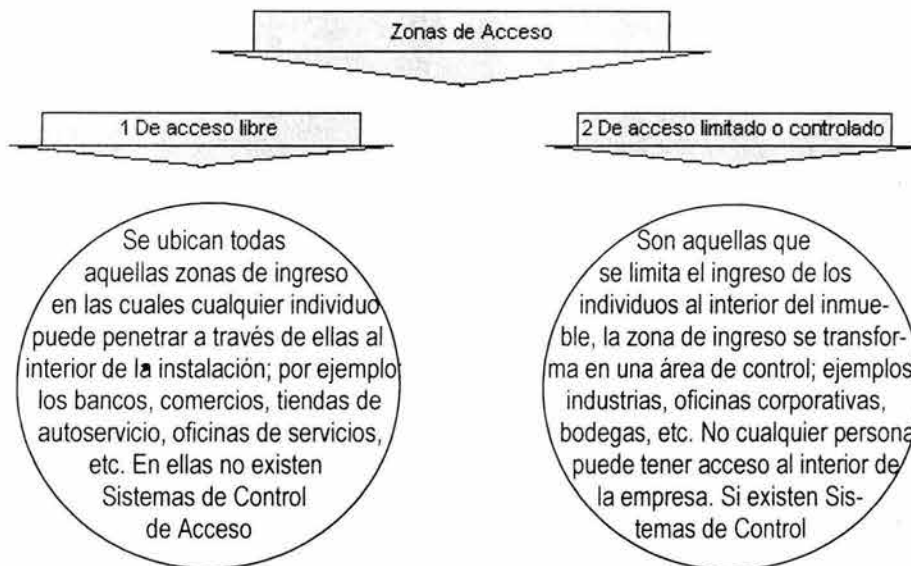 Zonas de Acceso
1 De acceso libre
Se ubican todas
aquellas zonas de ingreso
en las cuales cualquier individuo
puede penetrar a través de ellas al
interior de la instalación; por ejemplo
los bancos, comercios, tiendas de
autoservicio, oficinas de servicios,
etc. En ellas no existen
Sistemas de Control
de Acceso
2 De acceso limitado o controlado
Son aquellas que
se limita el ingreso de los
individuos al interior del inmue-
ble, la zona de ingreso se transfor-
ma en una área de control; ejemplos
industrias, oficinas corporativas,
bodegas, etc. No cualquier persona
puede tener acceso al interior de
la empresa. Si existen Sis-
temas de Control